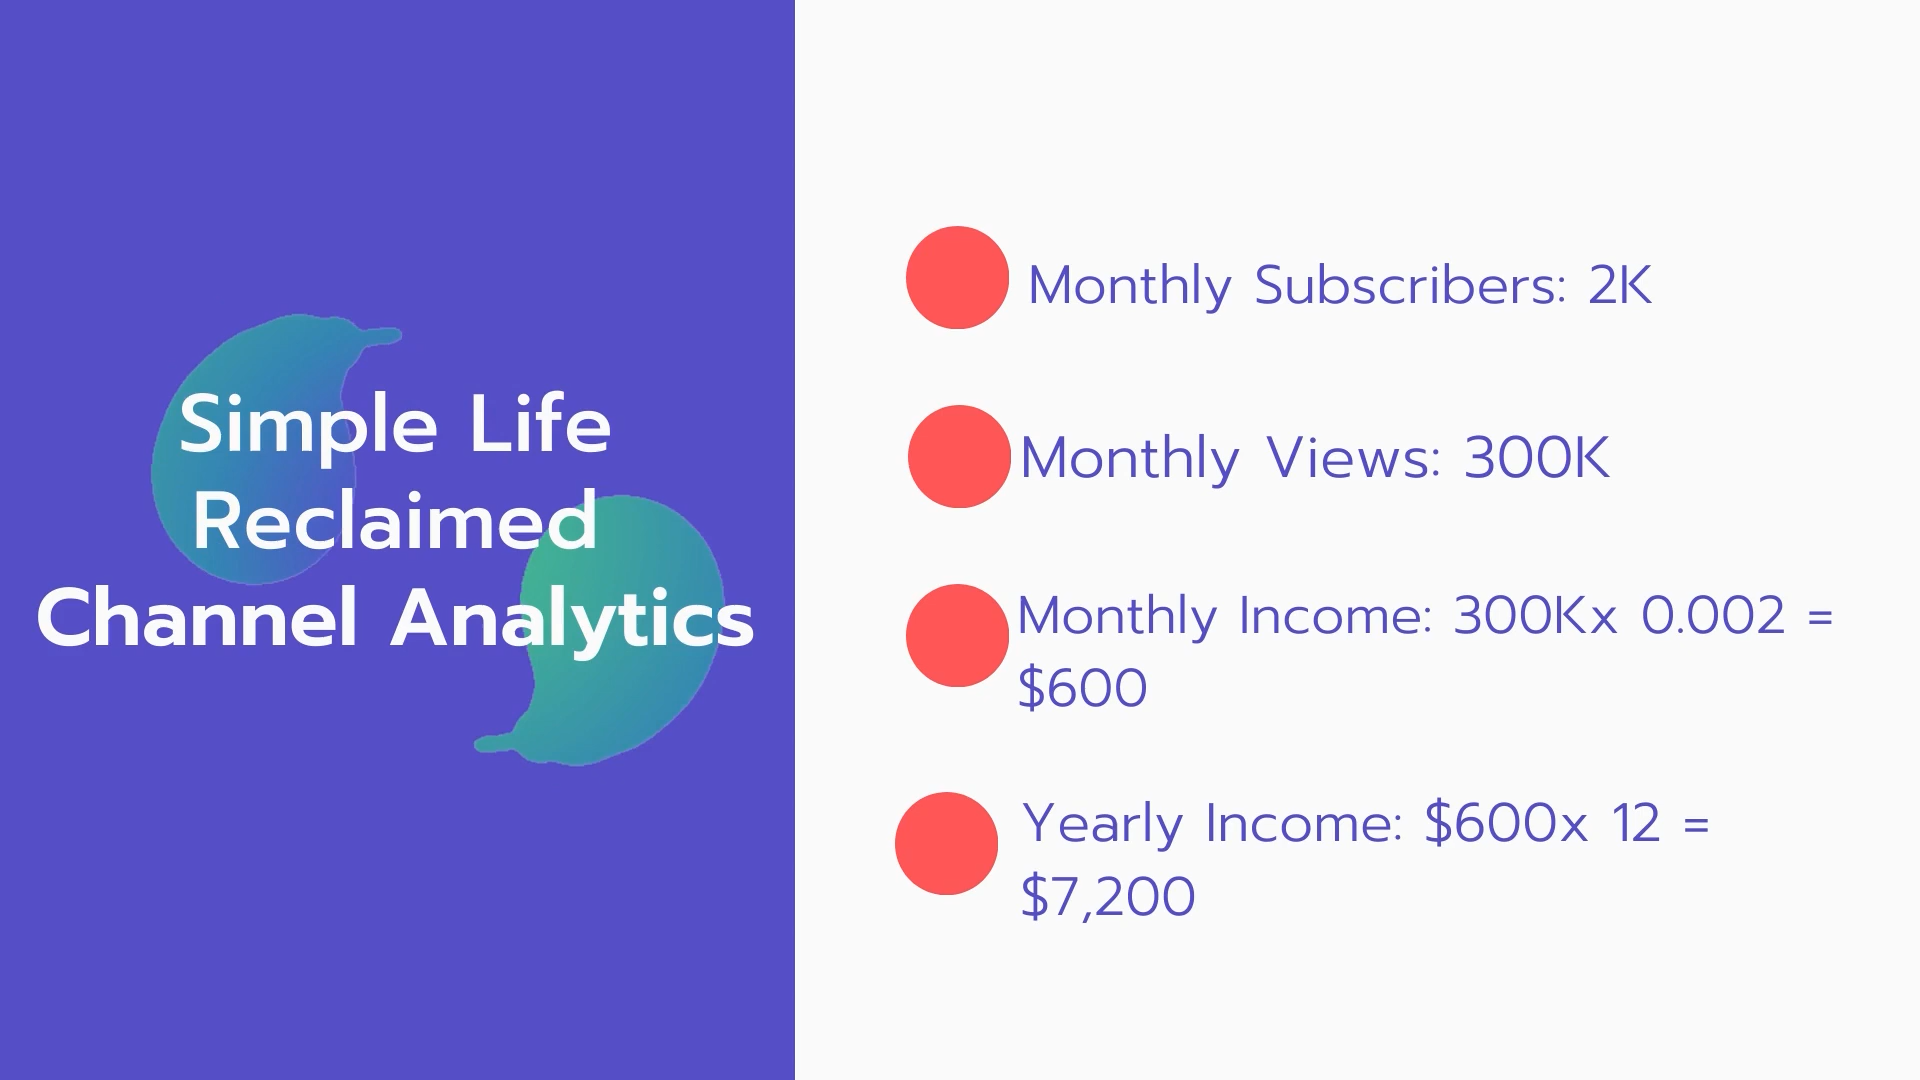 Simple Life
Reclaimed
Channel Analytics
Monthly Subscribers: 2K
Monthly Views: 300K
Monthly Income: 300Kx 0.002 =
$600
Yearly Income: $600x 12 =
$7,200